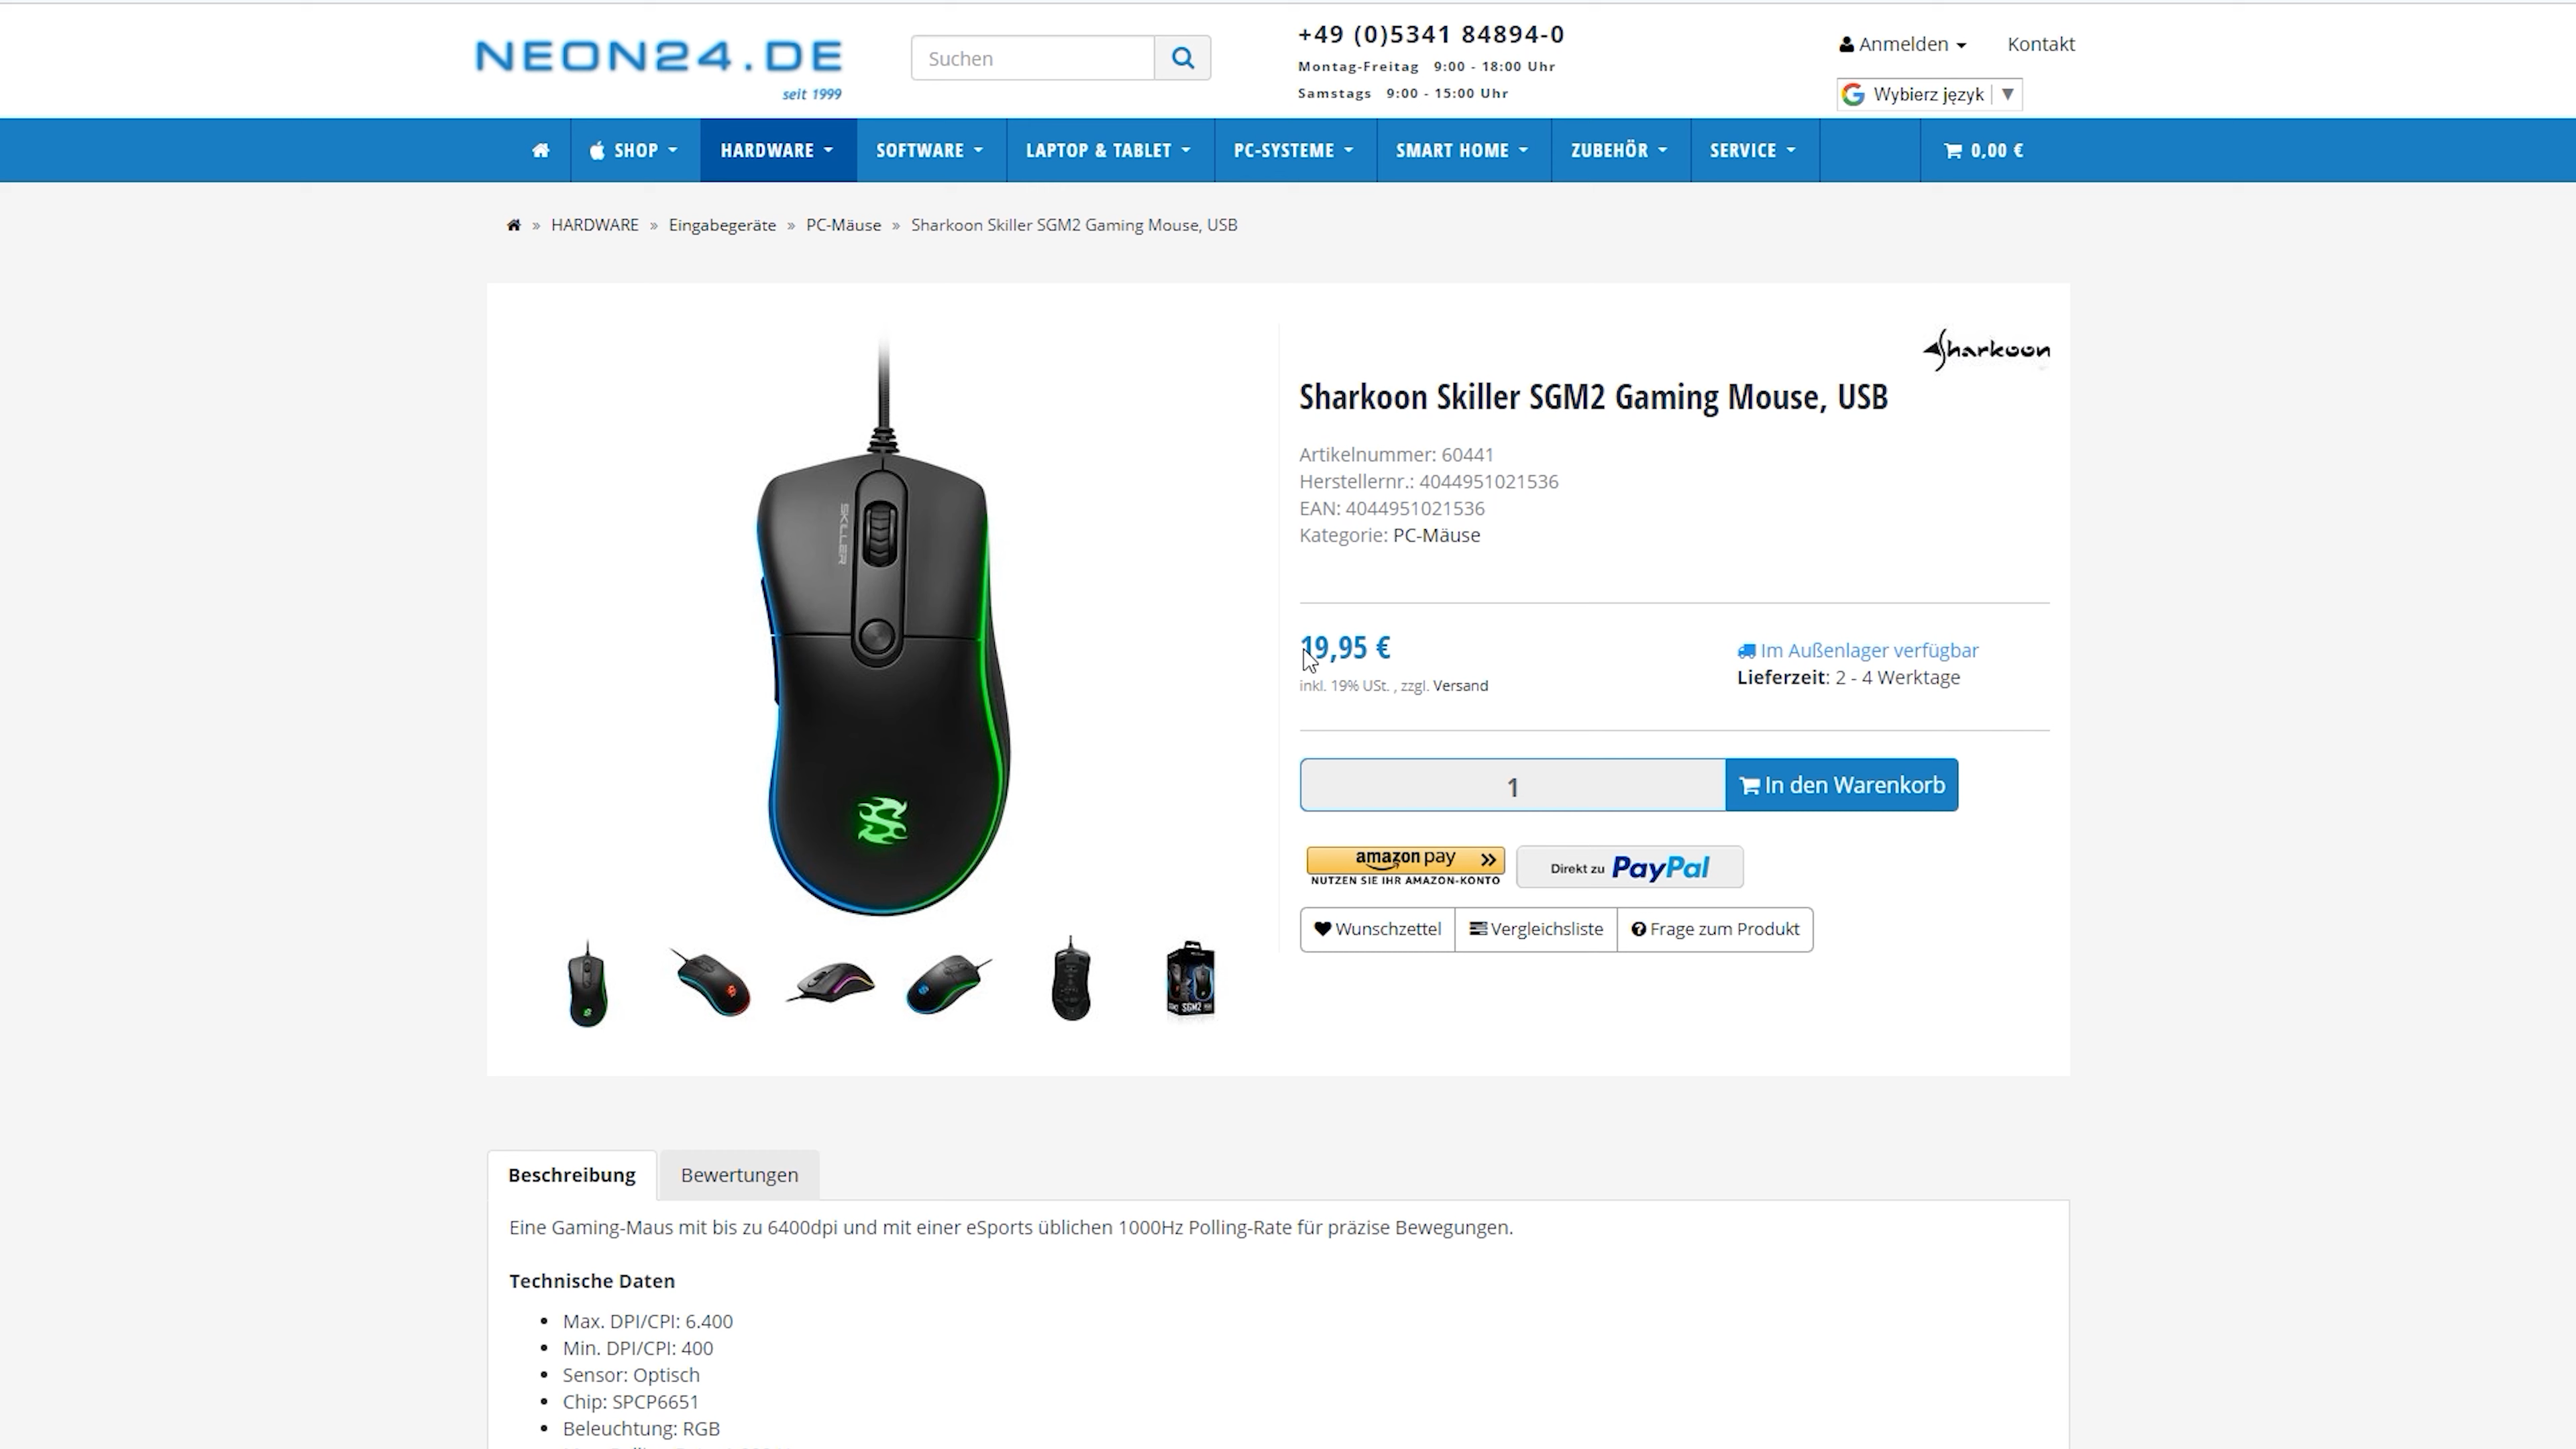 NEON24.DE
seit 1999
Suchen
+49 (0)5341 84894-0
Montag-Freitag 9:00 - 18:00 Uhr
Samstags 9:00 - 15:00 Uhr
Anmelden
Kontakt
Wybierz język
SHOP
HARDWARE
SOFTWARE
LAPTOP & TABLET
PC-SYSTEME
SMART HOME
ZUBEHÖR
SERVICE
0,00 €
» HARDWARE » Eingabegeräte » PC-Mäuse » Sharkoon Skiller SGM2 Gaming Mouse, USB
SKILLER
Sharkoon
Sharkoon Skiller SGM2 Gaming Mouse, USB
Artikelnummer: 60441
Herstellernr.: 4044951021536
EAN: 4044951021536
Kategorie: PC-Mäuse
19,95 €
inkl. 19% USt. , zzgl. Versand
Im Außenlager verfügbar
Lieferzeit: 2 - 4 Werktage
1
In den Warenkorb
amazon pay
NUTZEN SIE IHR AMAZON-KONTO
Direkt zu PayPal
Wunschzettel
Vergleichsliste
Frage zum Produkt
SGM2
Beschreibung
Bewertungen
Eine Gaming-Maus mit bis zu 6400dpi und mit einer eSports üblichen 1000Hz Polling-Rate für präzise Bewegungen.
Technische Daten
• Max. DPI/CPI: 6.400
• Min. DPI/CPI: 400
• Sensor: Optisch
• Chip: SPCP6651
• Beleuchtung: RGB